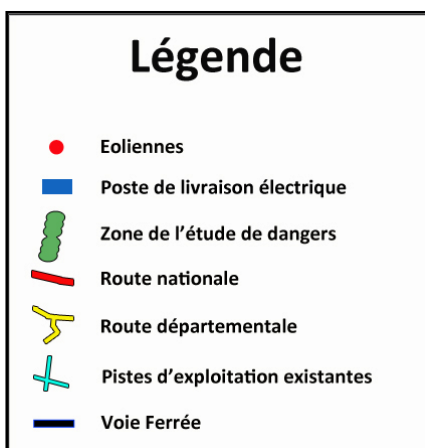 Légende
Eoliennes
Poste de livraison électrique
Zone de l'étude de dangers
Route nationale
Route départementale
Pistes d'exploitation existantes
Voie Ferrée